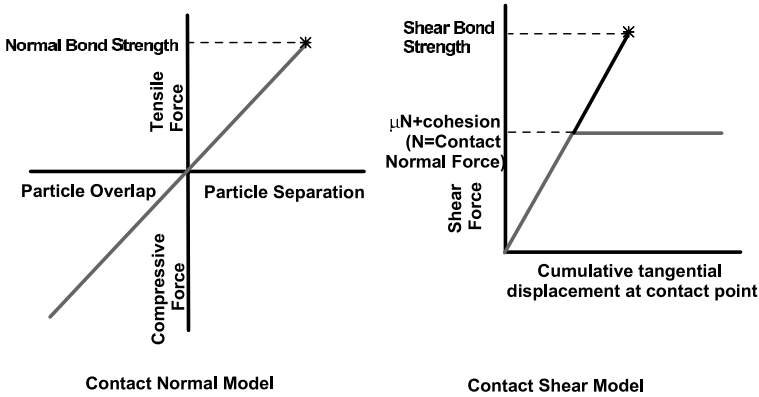 Normal Bond Strength
Tensile
Force
Particle Overlap
Particle Separation
Compressive
Force
Contact Normal Model
Shear Bond
Strength
μN+cohesion
(N=Contact
Normal Force)
Shear
Force
Cumulative tangential
displacement at contact point
Contact Shear Model